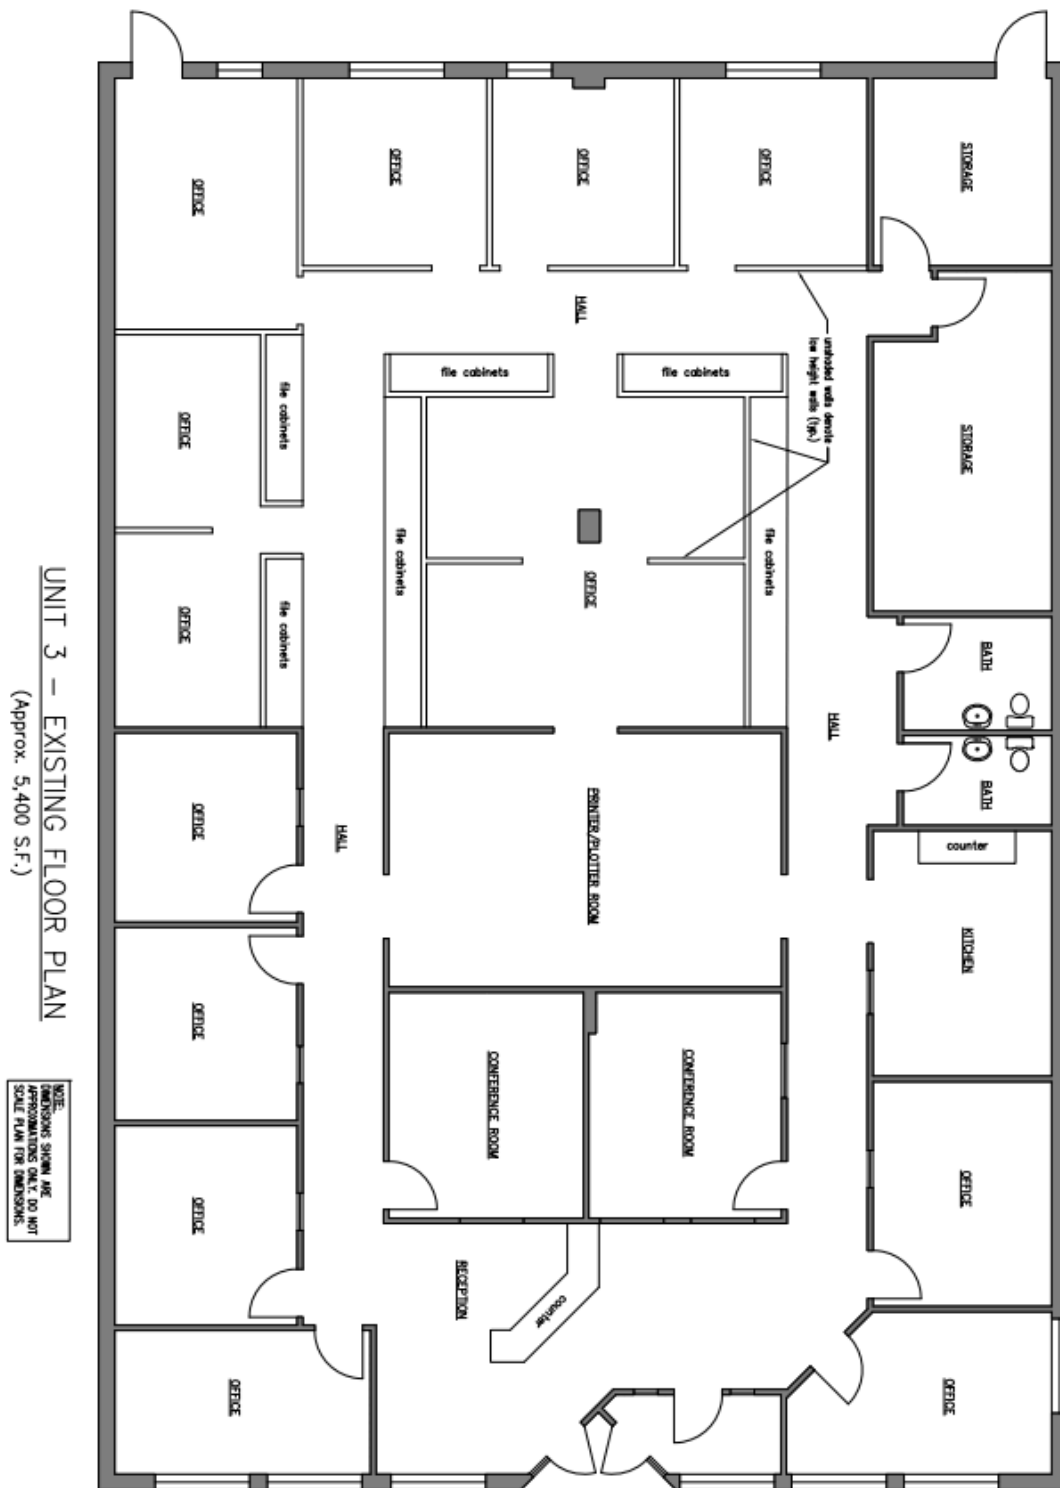 OFFICE
OFFICE
OFFICE
OFFICE
STORAGE
HALL
unshaded walls denote
low height walls (typ.)
file cabinets
file cabinets
file cabinets
OFFICE
STORAGE
file cabinets
file cabinets
OFFICE
file cabinets
OFFICE
BATH
HALL
BATH
OFFICE
HALL
PRINTER/PLOTTER ROOM
counter
KITCHEN
OFFICE
CONFERENCE ROOM
CONFERENCE ROOM
OFFICE
OFFICE
RECEPTION
counter
OFFICE
OFFICE
UNIT 3 - EXISTING FLOOR PLAN
(Approx. 5,400 S.F.)
NOTE:
DIMENSIONS SHOWN ARE
APPROXIMATIONS ONLY. DO NOT
SCALE PLAN FOR DIMENSIONS.